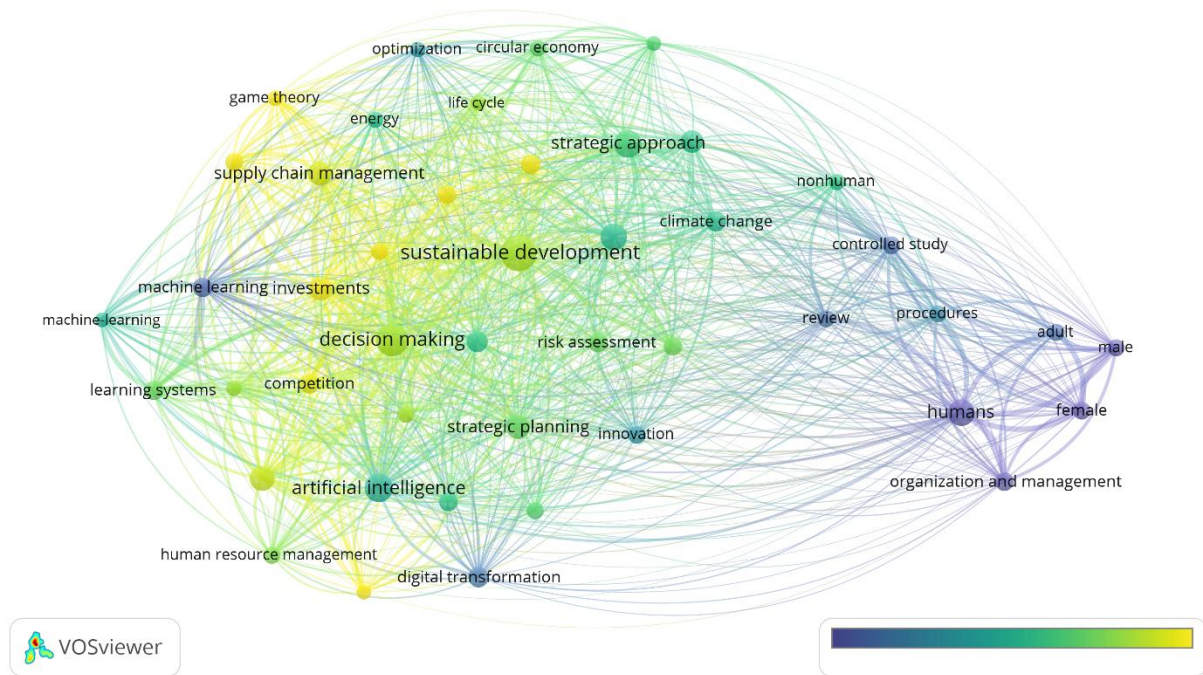 optimization
circular economy
game theory
life cycle
energy
strategic approach
supply chain management
nonhuman
climate change
controlled study
sustainable development
machine learning
investments
machine-learning
review
procedures
decision making
risk assessment
adult
male
learning systems
competition
humans
female
strategic planning
innovation
artificial intelligence
organization and management
human resource management
digital transformation
VOSviewer